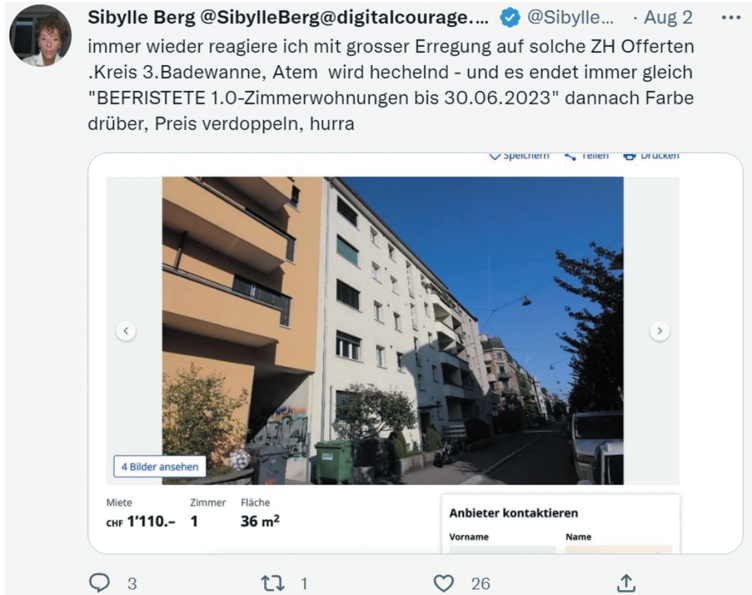 Sibylle Berg @SibylleBerg@digitalcourage.... @Sibylle... · Aug 2 ···
immer wieder reagiere ich mit grosser Erregung auf solche ZH Offerten
.Kreis 3.Badewanne, Atem wird hechelnd - und es endet immer gleich
"BEFRISTETE 1.0-Zimmerwohnungen bis 30.06.2023" dannach Farbe
drüber, Preis verdoppeln, hurra
Speichern Teilen Drucken
4 Bilder ansehen
Miete Zimmer Fläche
CHF 1'110.– 1 36 m²
Anbieter kontaktieren
Vorname Name
3 1 26